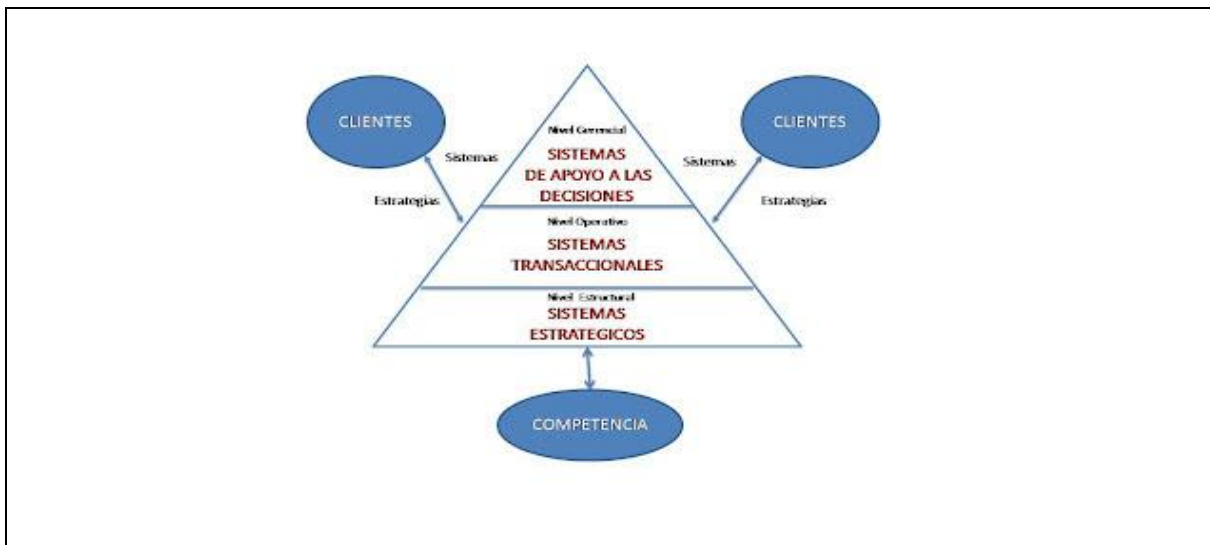 CLIENTES
CLIENTES
Nivel Gerencial
SISTEMAS
DE APOYO A LAS
DECISIONES
Sistemas
Sistemas
Estrategias
Estrategias
Nivel Operativo
SISTEMAS
TRANSACCIONALES
Nivel Estructural
SISTEMAS
ESTRATEGICOS
COMPETENCIA